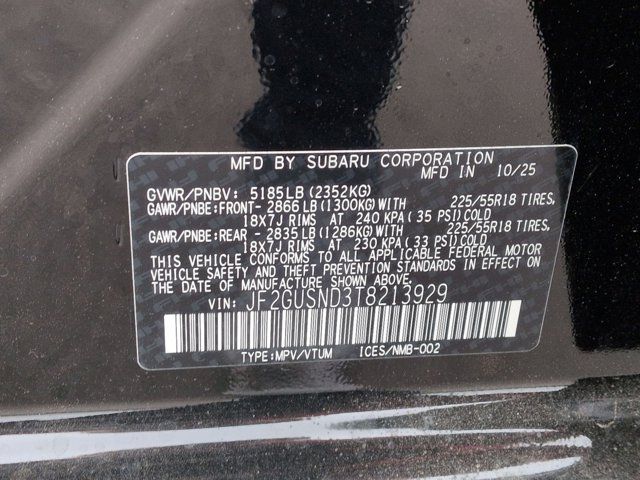 MFD BY SUBARU CORPORATION
MFD IN 10/25
GVWR/PNBV: 5185LB (2352KG)
GAWR/PNBE:FRONT- 2866 LB (1300KG) WITH 225/55R18 TIRES,
18X7J RIMS AT 240 KPA (35 PSI) COLD
GAWR/PNBE:REAR - 2835 LB (1286KG) WITH 225/55R18 TIRES,
18X7J RIMS AT 230 KPA (33 PSI) COLD
THIS VEHICLE CONFORMS TO ALL APPLICABLE FEDERAL MOTOR
VEHICLE SAFETY AND THEFT PREVENTION STANDARDS IN EFFECT ON
THE DATE OF MANUFACTURE SHOWN ABOVE.
VIN: JF2GUSND3T8213929
TYPE:MPV/VTUM ICES/NMB-002